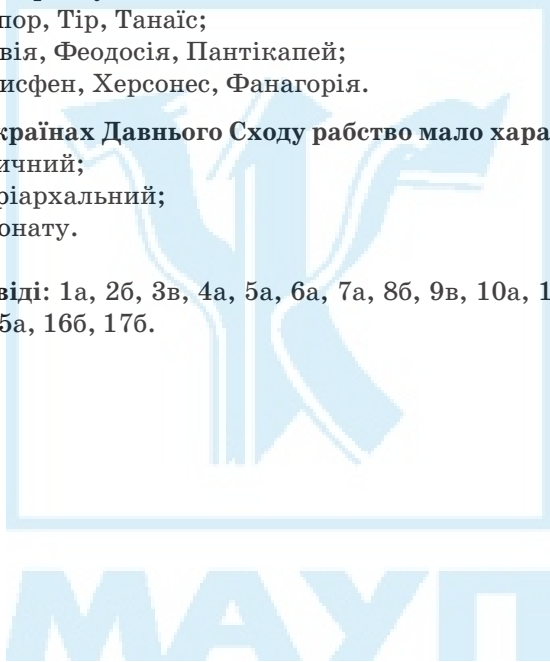 пор, Тір, Танаїс;
вія, Феодосія, Пантікапей;
исфен, Херсонес, Фанагорія.
країнах Давнього Сходу рабство мало хара
ичний;
ріархальний;
онату.
віді: 1а, 2б, 3в, 4а, 5а, 6а, 7а, 8б, 9в, 10а, 1
5а, 16б, 17б.
МАУП